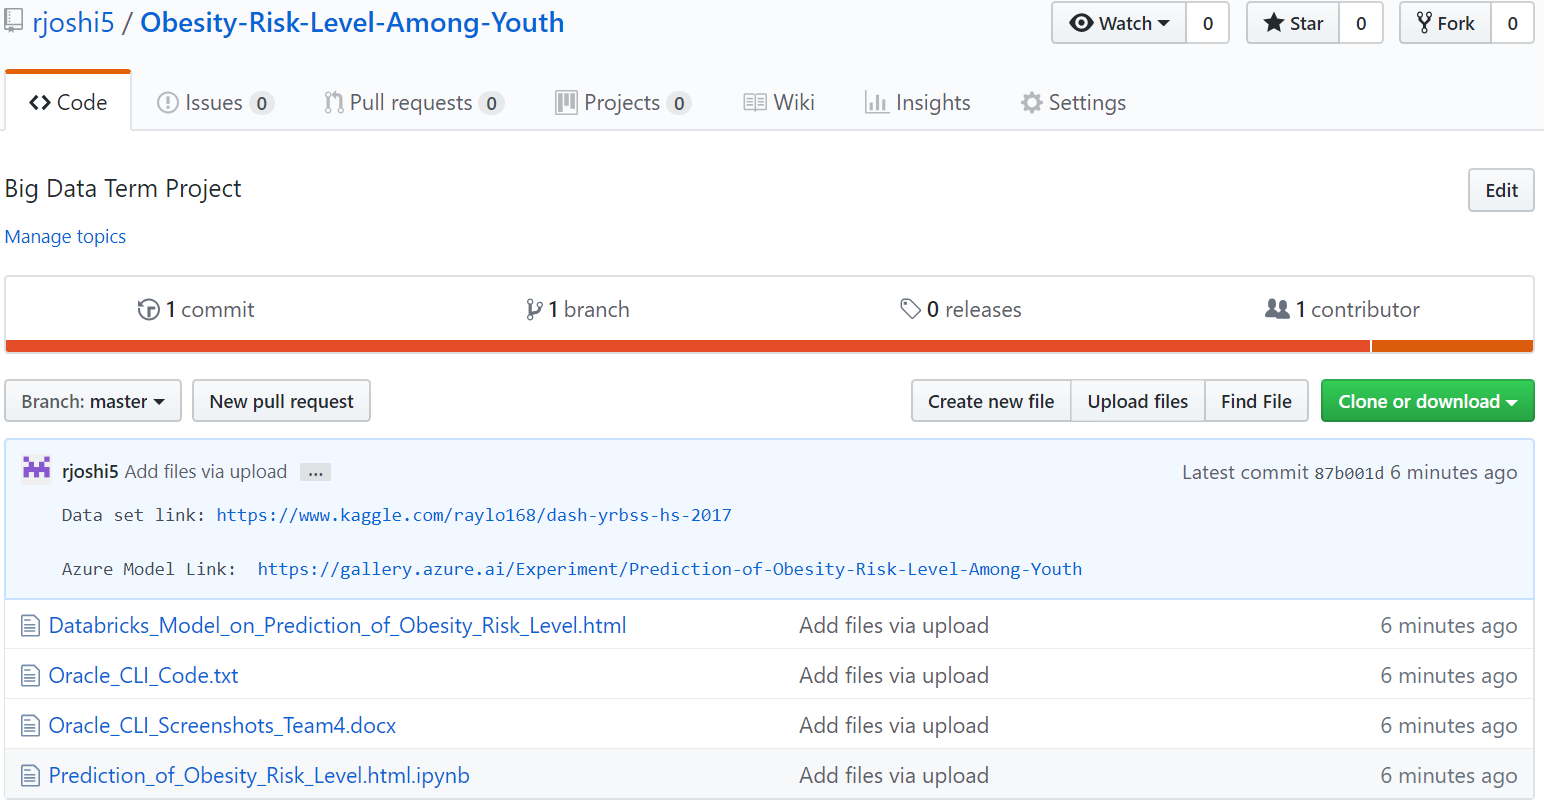 rjoshi5 / Obesity-Risk-Level-Among-Youth
Watch 0 Star 0 Fork 0
Code Issues 0 Pull requests 0 Projects 0 Wiki Insights Settings
Big Data Term Project
Edit
Manage topics
1 commit 1 branch 0 releases 1 contributor
Branch: master New pull request Create new file Upload files Find File Clone or download
rjoshi5 Add files via upload ... Latest commit 87b001d 6 minutes ago
Data set link: https://www.kaggle.com/raylo168/dash-yrbss-hs-2017
Azure Model Link: https://gallery.azure.ai/Experiment/Prediction-of-Obesity-Risk-Level-Among-Youth
Databricks_Model_on_Prediction_of_Obesity_Risk_Level.html Add files via upload 6 minutes ago
Oracle_CLI_Code.txt Add files via upload 6 minutes ago
Oracle_CLI_Screenshots_Team4.docx Add files via upload 6 minutes ago
Prediction_of_Obesity_Risk_Level.html.ipynb Add files via upload 6 minutes ago